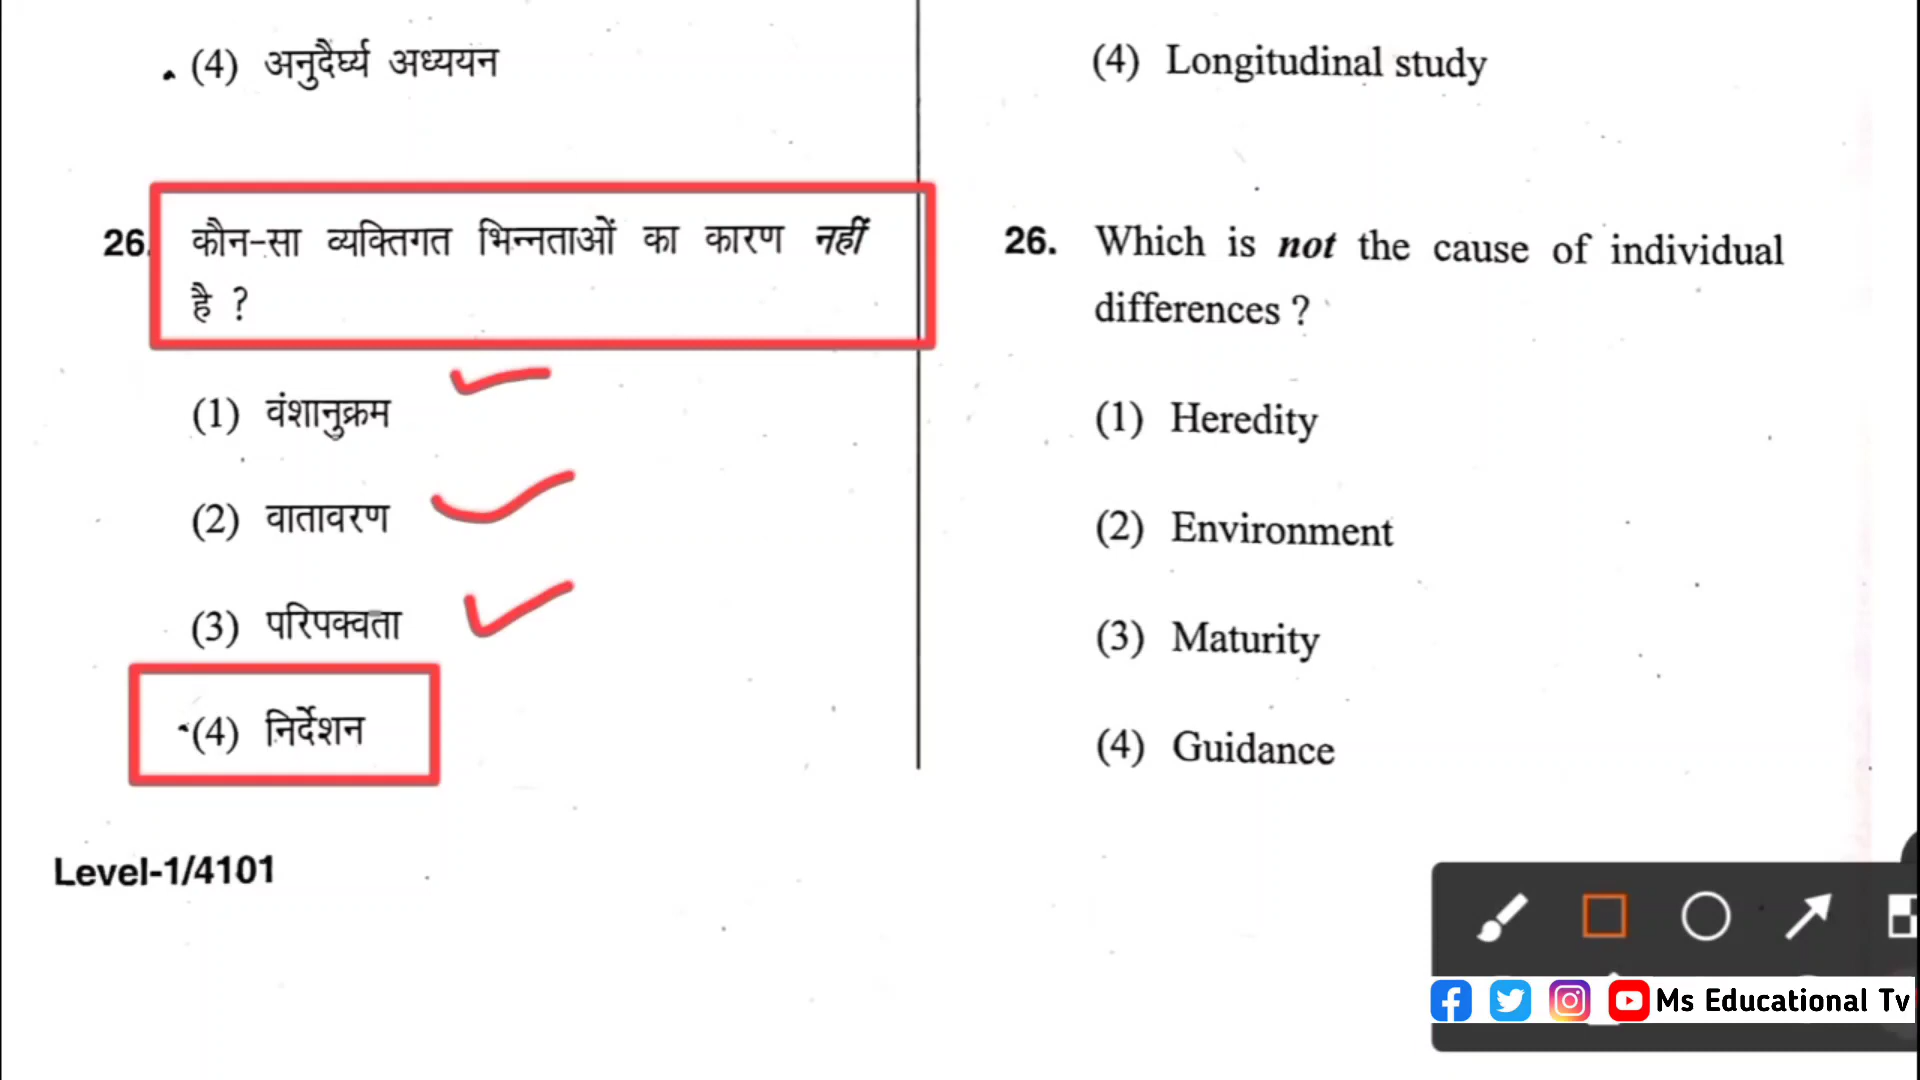 (4) अनुदैर्घ्य अध्ययन
26. कौन-सा व्यक्तिगत भिन्नताओं का कारण नहीं
है ?
(1) वंशानुक्रम
(2) वातावरण
(3) परिपक्वता
(4) निर्देशन
Level-1/4101
(4) Longitudinal study
26. Which is not the cause of individual
differences ?
(1) Heredity
(2) Environment
(3) Maturity
(4) Guidance
Ms Educational Tv